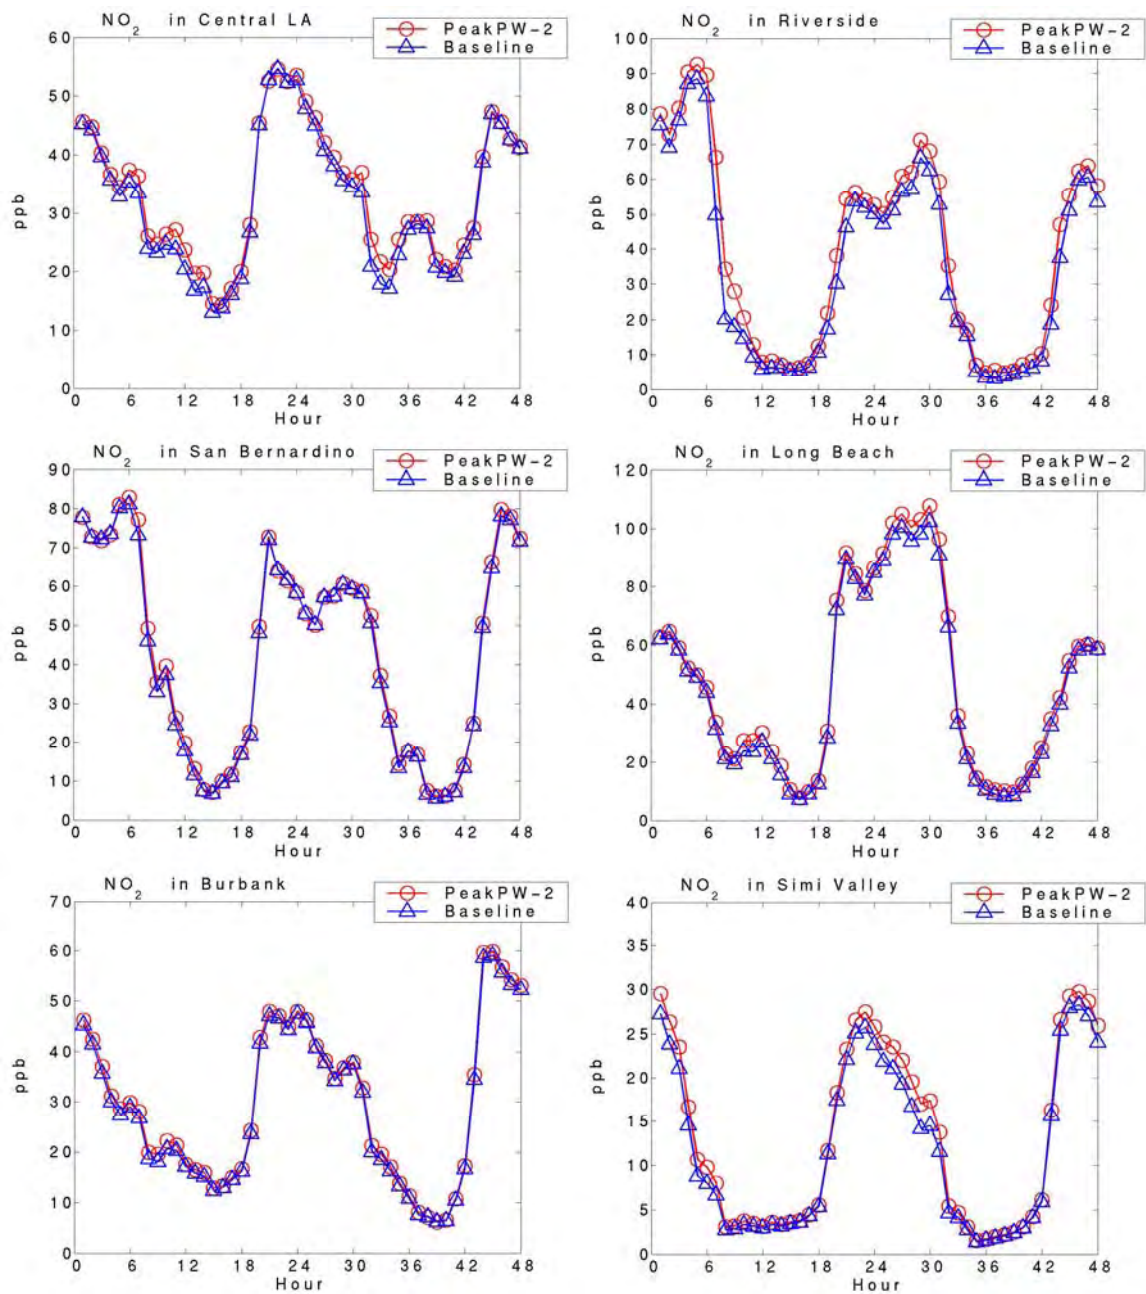 NO2 in Central LA
PeakPW-2
Baseline
60
50
40
30
20
10
0
ppb
0 6 12 18 24 30 36 42 48
Hour
NO2 in Riverside
PeakPW-2
Baseline
100
90
80
70
60
50
40
30
20
10
0
ppb
0 6 12 18 24 30 36 42 48
Hour
NO2 in San Bernardino
PeakPW-2
Baseline
90
80
70
60
50
40
30
20
10
0
ppb
0 6 12 18 24 30 36 42 48
Hour
NO2 in Long Beach
PeakPW-2
Baseline
120
100
80
60
40
20
0
ppb
0 6 12 18 24 30 36 42 48
Hour
NO2 in Burbank
PeakPW-2
Baseline
70
60
50
40
30
20
10
0
ppb
0 6 12 18 24 30 36 42 48
Hour
NO2 in Simi Valley
PeakPW-2
Baseline
40
35
30
25
20
15
10
5
0
ppb
0 6 12 18 24 30 36 42 48
Hour